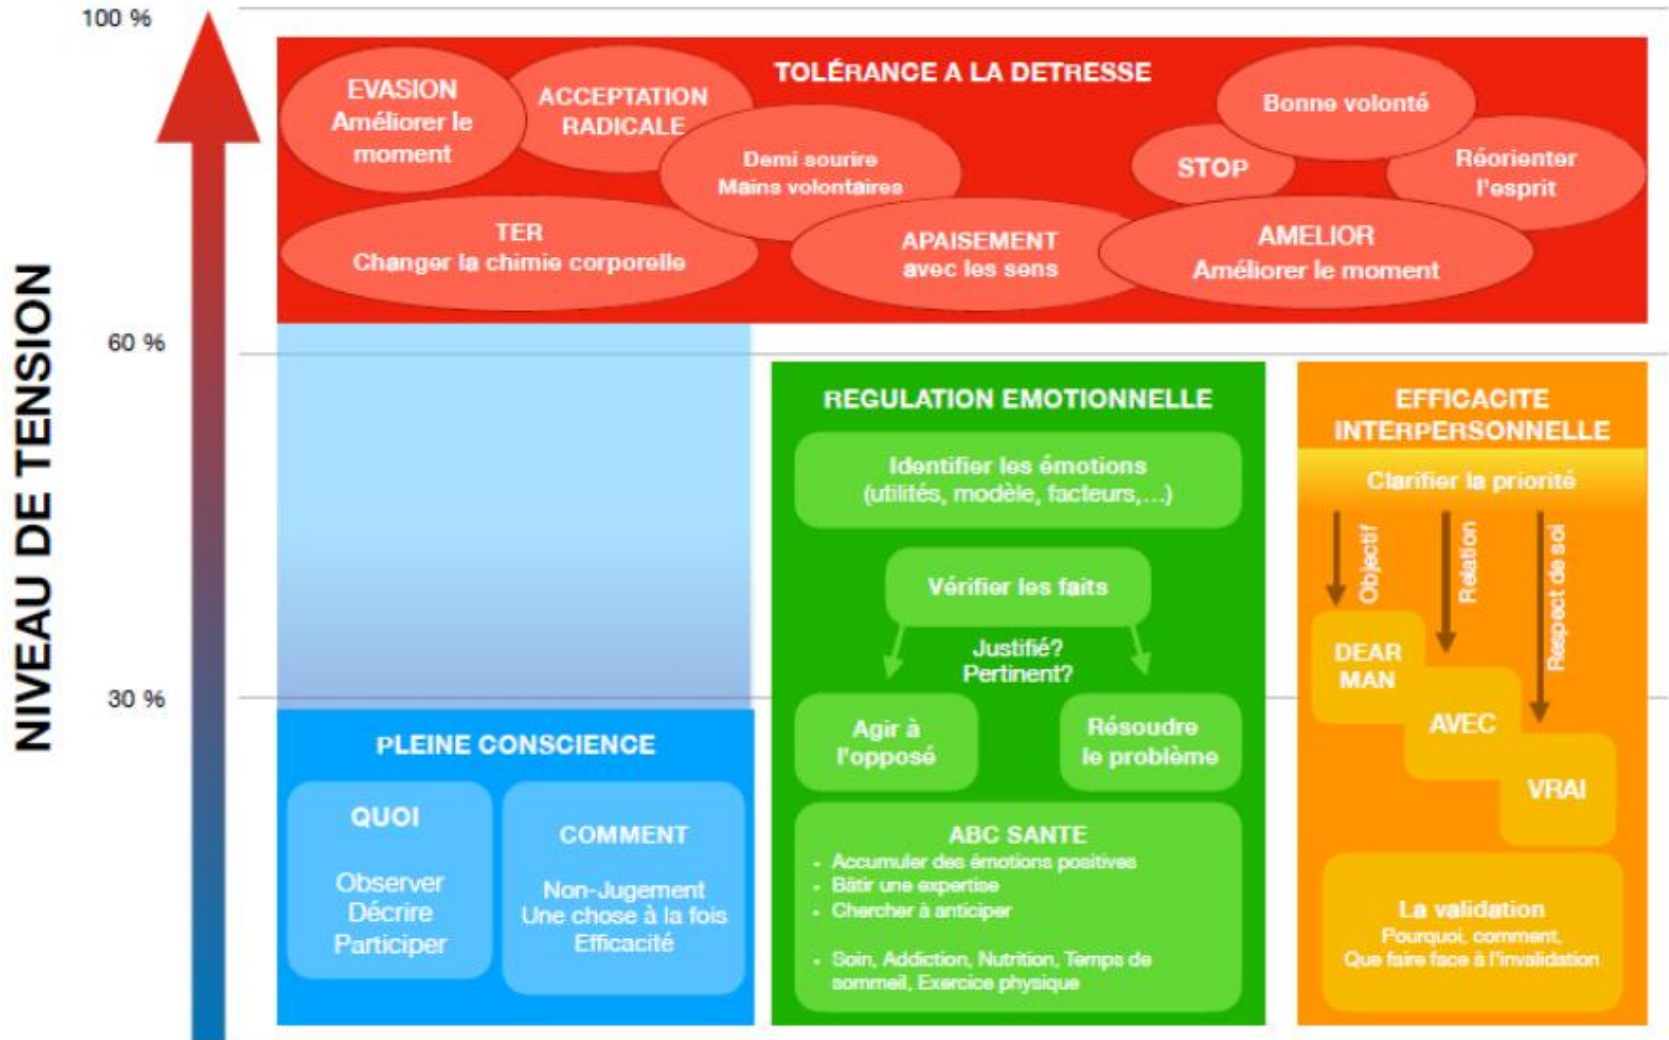 100 %
60 %
30 %
NIVEAU DE TENSION
TOLÉRANCE A LA DETRESSE
EVASION
Améliorer le
moment
ACCEPTATION
RADICALE
Demi sourire
Mains volontaires
TER
Changer la chimie corporelle
APAISEMENT
avec les sens
STOP
Bonne volonté
Réorienter
l'esprit
AMELIOR
Améliorer le moment
PLEINE CONSCIENCE
QUOI
Observer
Décrire
Participer
COMMENT
Non-Jugement
Une chose à la fois
Efficacité
REGULATION EMOTIONNELLE
Identifier les émotions
(utilités, modèle, facteurs,...)
Vérifier les faits
Justifié?
Pertinent?
Agir à
l'opposé
Résoudre
le problème
ABC SANTE
• Accumuler des émotions positives
• Bâtir une expertise
• Chercher à anticiper
• Soin, Addiction, Nutrition, Temps de
sommeil, Exercice physique
EFFICACITE
INTERPERSONNELLE
Clarifier la priorité
Objectif
Relation
Respect de soi
DEAR
MAN
AVEC
VRAI
La validation
Pourquoi, comment,
Que faire face à l'invalidation